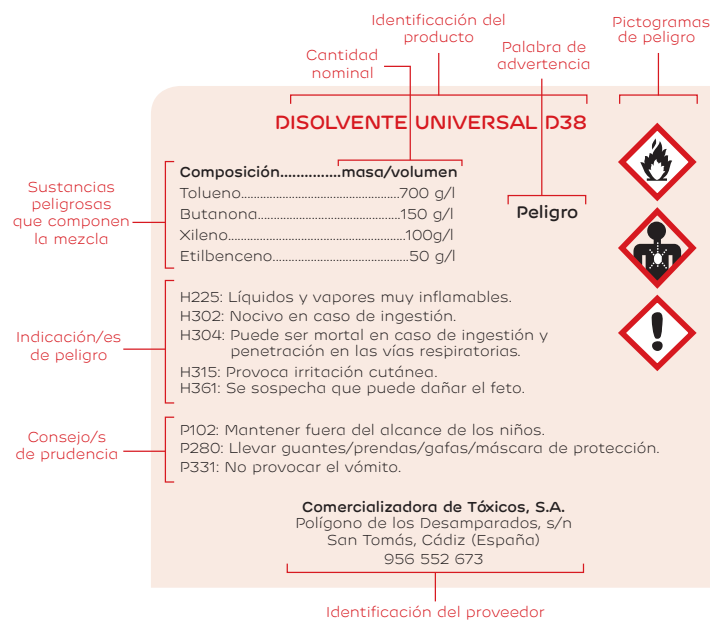 Identificación del
producto
Pictogramas
de peligro
Cantidad
nominal
Palabra de
advertencia
DISOLVENTE UNIVERSAL D38
Sustancias
peligrosas
que componen
la mezcla
Composición...............masa/volumen
Tolueno.......................................700 g/l
Butanona...................................150 g/l
Xileno...........................................100g/l
Etilbenceno................................50 g/l
Peligro
Indicación/es
de peligro
H225: Líquidos y vapores muy inflamables.
H302: Nocivo en caso de ingestión.
H304: Puede ser mortal en caso de ingestión y
penetración en las vías respiratorias.
H315: Provoca irritación cutánea.
H361: Se sospecha que puede dañar el feto.
Consejo/s
de prudencia
P102: Mantener fuera del alcance de los niños.
P280: Llevar guantes/prendas/gafas/máscara de protección.
P331: No provocar el vómito.
Comercializadora de Tóxicos, S.A.
Polígono de los Desamparados, s/n
San Tomás, Cádiz (España)
956 552 673
Identificación del proveedor